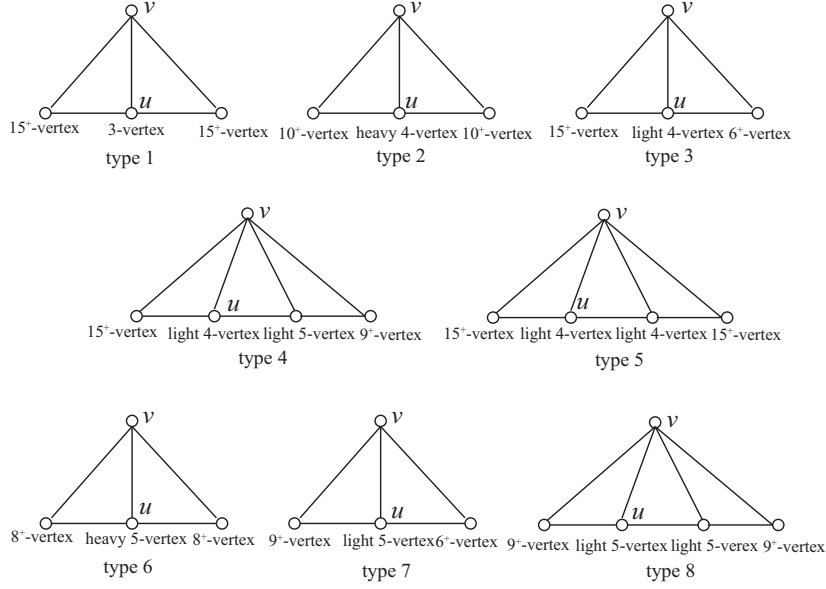 v v v
u u u
15⁺-vertex 3-vertex 15⁺-vertex 10⁺-vertex heavy 4-vertex 10⁺-vertex 15⁺-vertex light 4-vertex 6⁺-vertex
type 1 type 2 type 3
v v
u u
15⁺-vertex light 4-vertex light 5-vertex 9⁺-vertex 15⁺-vertex light 4-vertex light 4-vertex 15⁺-vertex
type 4 type 5
v v v
u u u
8⁺-vertex heavy 5-vertex 8⁺-vertex 9⁺-vertex light 5-vertex 6⁺-vertex 9⁺-vertex light 5-vertex light 5-verex 9⁺-vertex
type 6 type 7 type 8